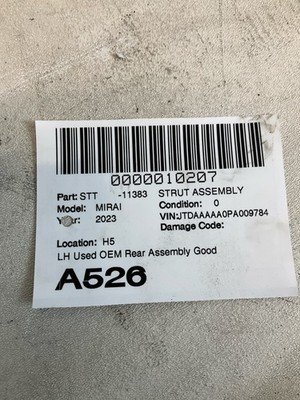 0000010207
Part: STT -11383 STRUT ASSEMBLY
Model: MIRAI Condition: 0
Year: 2023 VIN:JTDAAAAA0PA009784
Damage Code:
Location: H5
LH Used OEM Rear Assembly Good
A526